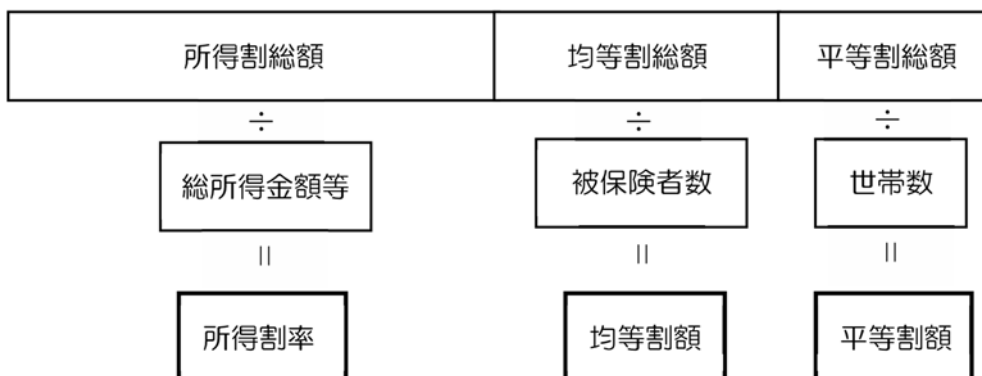 所得割総額 均等割総額 平等割総額
÷ ÷ ÷
総所得金額等 被保険者数 世帯数
＝ ＝ ＝
所得割率 均等割額 平等割額